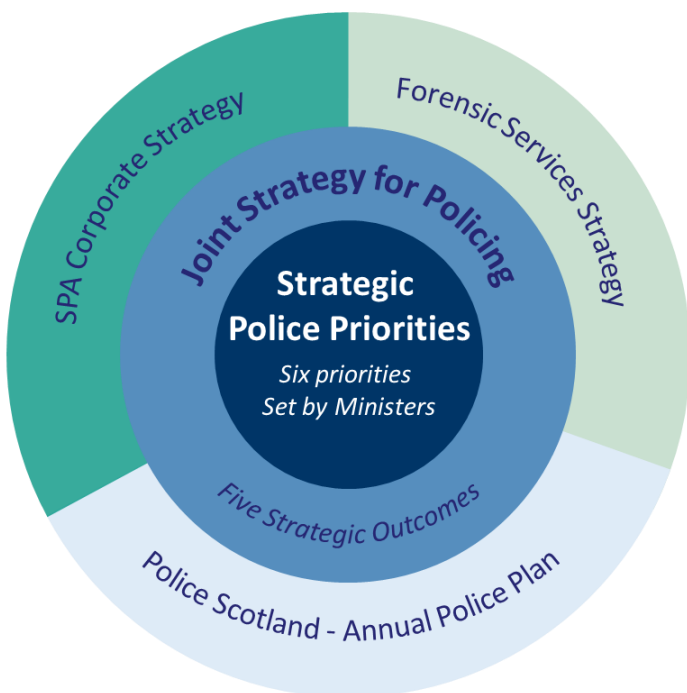 SPA Corporate Strategy
Forensic Services Strategy
Joint Strategy for Policing
Strategic
Police Priorities
Six priorities
Set by Ministers
Five Strategic Outcomes
Police Scotland - Annual Police Plan